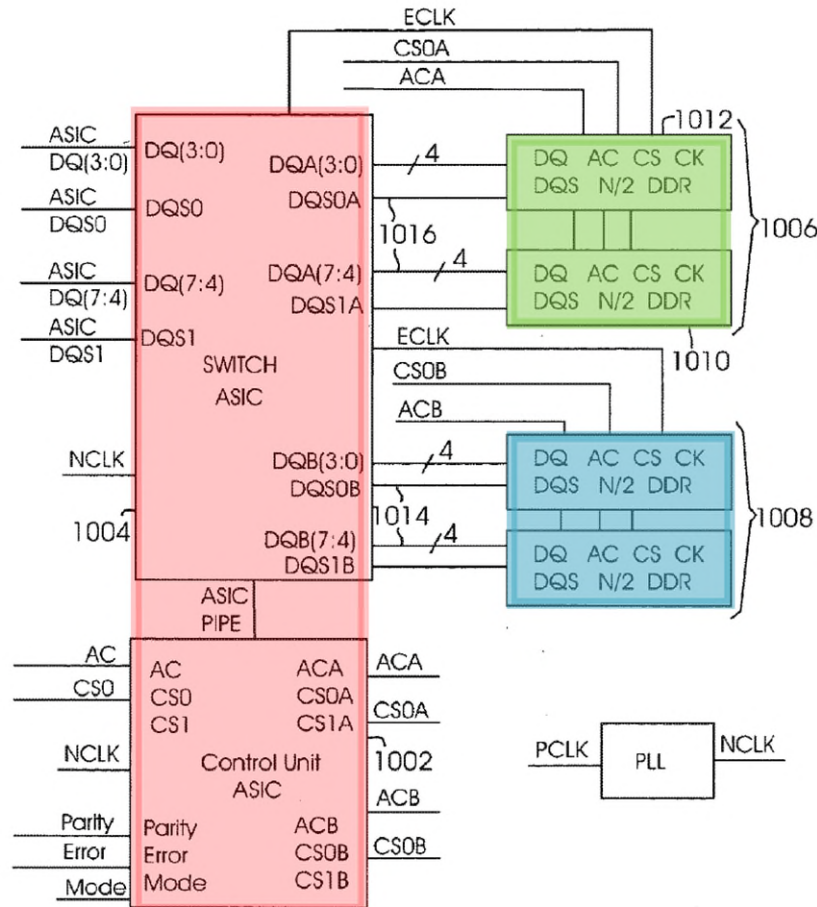 ECLK
CS0A
ACA
1012
ASIC
DQ(3:0)
DQ(3:0)
DQA(3:0)
4
DQ AC CS CK
DQS N/2 DDR
ASIC
DQS0
DQS0
DQS0A
1016
1006
ASIC
DQ(7:4)
DQ(7:4)
DQA(7:4)
4
DQ AC CS CK
DQS N/2 DDR
DQS1A
ASIC
DQS1
DQS1
ECLK
1010
SWITCH
ASIC
CS0B
ACB
NCLK
DQB(3:0)
4
DQ AC CS CK
DQS N/2 DDR
DQS0B
1004
1014
1008
DQB(7:4)
4
DQ AC CS CK
DQS N/2 DDR
DQS1B
ASIC
PIPE
AC
AC
ACA
ACA
CS0
CS0
CS0A
CS1
CS1A
CS0A
NCLK
Control Unit
ASIC
1002
PCLK
PLL
NCLK
ACB
Parity
Parity
ACB
Error
Error
CS0B
CS0B
Mode
Mode
CS1B